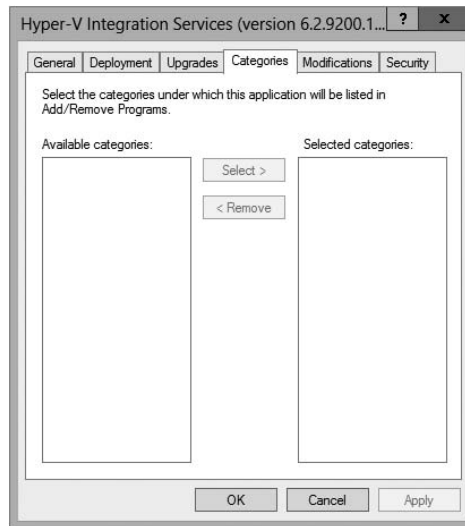 Hyper-V Integration Services (version 6.2.9200.1... ? x
General Deployment Upgrades Categories Modifications Security
Select the categories under which this application will be listed in
Add/Remove Programs.
Available categories: Selected categories:
Select >
< Remove
OK Cancel Apply